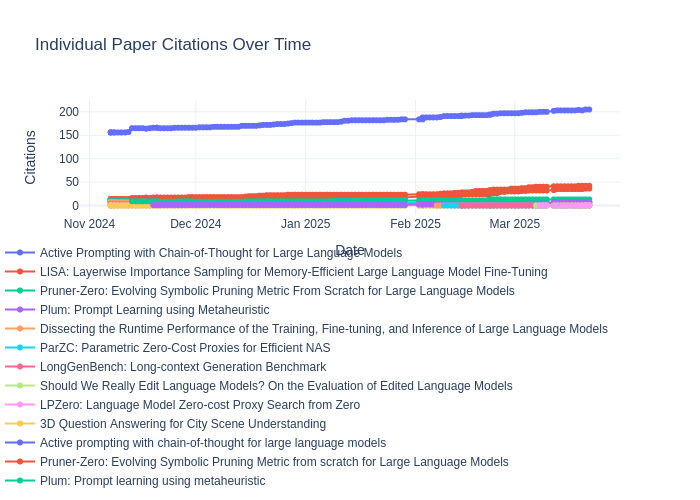 Individual Paper Citations Over Time
200
150
100
50
0
Citations
Nov 2024
Dec 2024
Jan 2025
Feb 2025
Mar 2025
Date
Active Prompting with Chain-of-Thought for Large Language Models
LISA: Layerwise Importance Sampling for Memory-Efficient Large Language Model Fine-Tuning
Pruner-Zero: Evolving Symbolic Pruning Metric From Scratch for Large Language Models
Plum: Prompt Learning using Metaheuristic
Dissecting the Runtime Performance of the Training, Fine-tuning, and Inference of Large Language Models
ParZC: Parametric Zero-Cost Proxies for Efficient NAS
LongGenBench: Long-context Generation Benchmark
Should We Really Edit Language Models? On the Evaluation of Edited Language Models
LPZero: Language Model Zero-cost Proxy Search from Zero
3D Question Answering for City Scene Understanding
Active prompting with chain-of-thought for large language models
Pruner-Zero: Evolving Symbolic Pruning Metric from scratch for Large Language Models
Plum: Prompt learning using metaheuristic